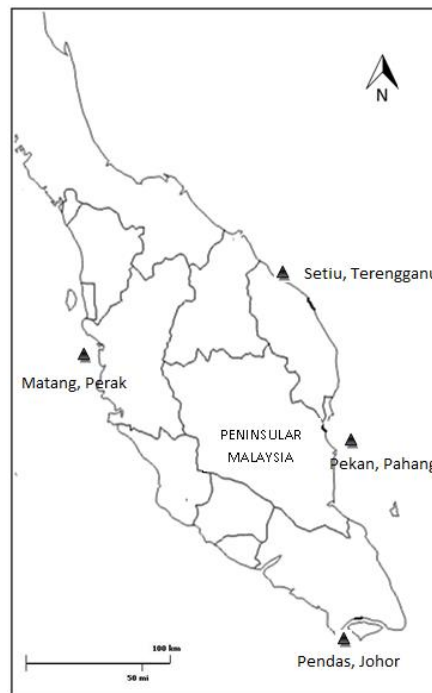 N
Setiu, Terengganu
Matang, Perak
PENINSULAR
MALAYSIA
Pekan, Pahang
100 km
50 mi
Pendas, Johor